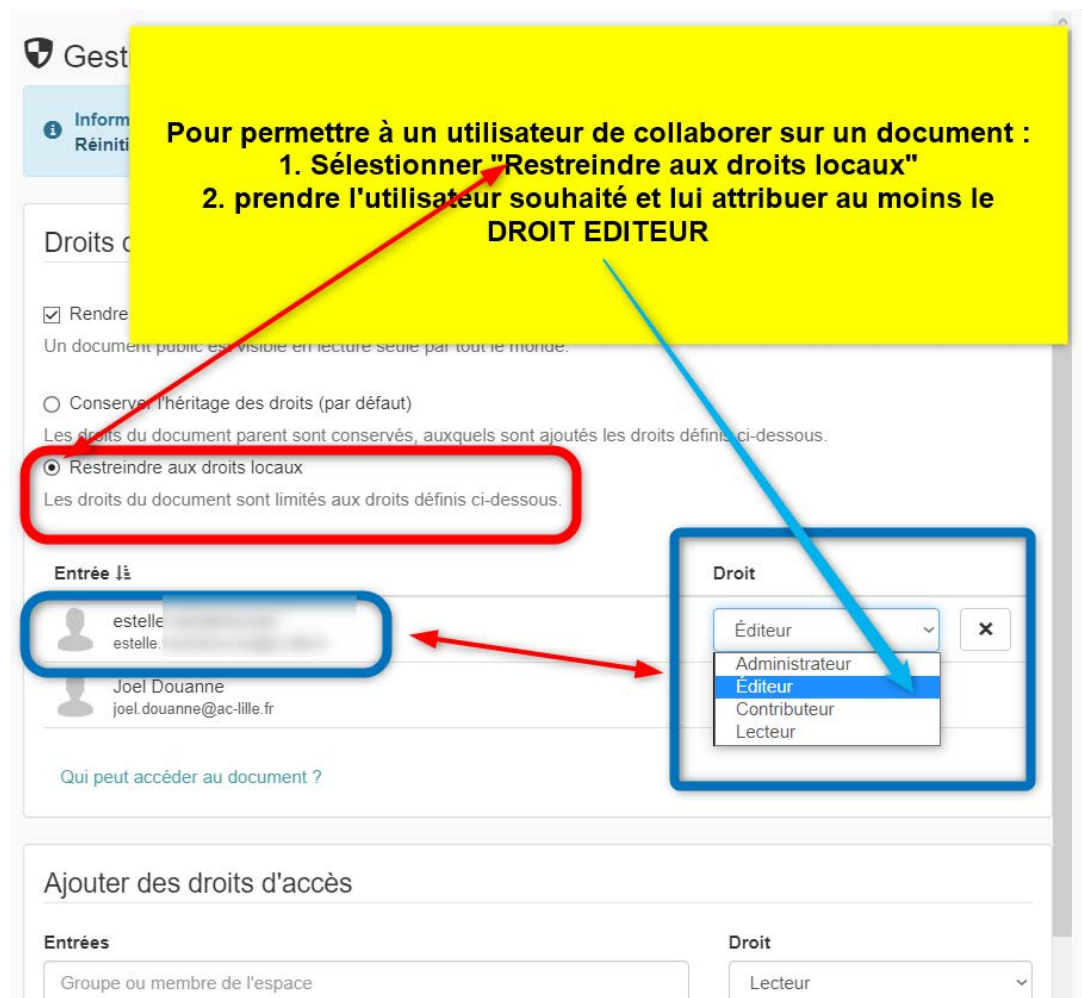 Gesti
Pour permettre à un utilisateur de collaborer sur un document :
1. Sélestionner "Restreindre aux droits locaux"
2. prendre l'utilisateur souhaité et lui attribuer au moins le
DROIT EDITEUR
Inform
Réiniti
Droits
Rendre
Un document public est visible en lecture seule par tout le monde.
Conserver l'héritage des droits (par défaut)
Les droits du document parent sont conservés, auxquels sont ajoutés les droits définis ci-dessous.
Restreindre aux droits locaux
Les droits du document sont limités aux droits définis ci-dessous.
Entrée Droit
estelle
estelle.
Éditeur
Administrateur
Éditeur
Contributeur
Lecteur
Joel Douanne
joel.douanne@ac-lille.fr
Qui peut accéder au document ?
Ajouter des droits d'accès
Entrées Droit
Groupe ou membre de l'espace Lecteur